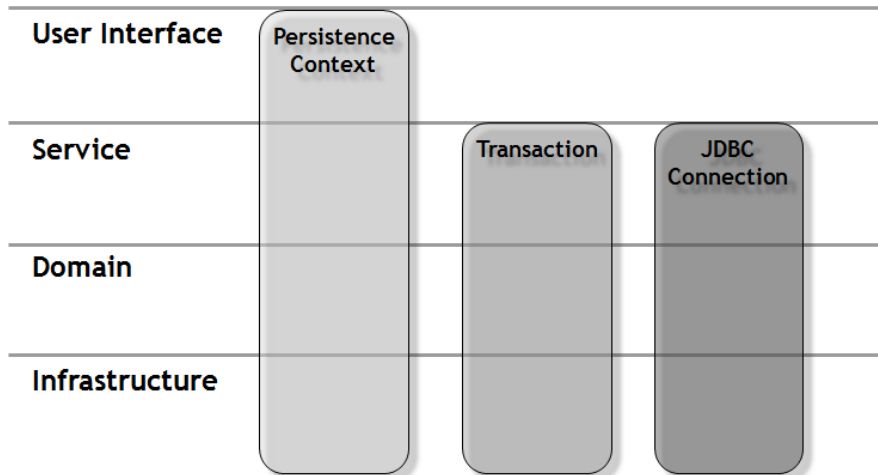 User Interface
Persistence
Context
Service
Transaction
JDBC
Connection
Domain
Infrastructure